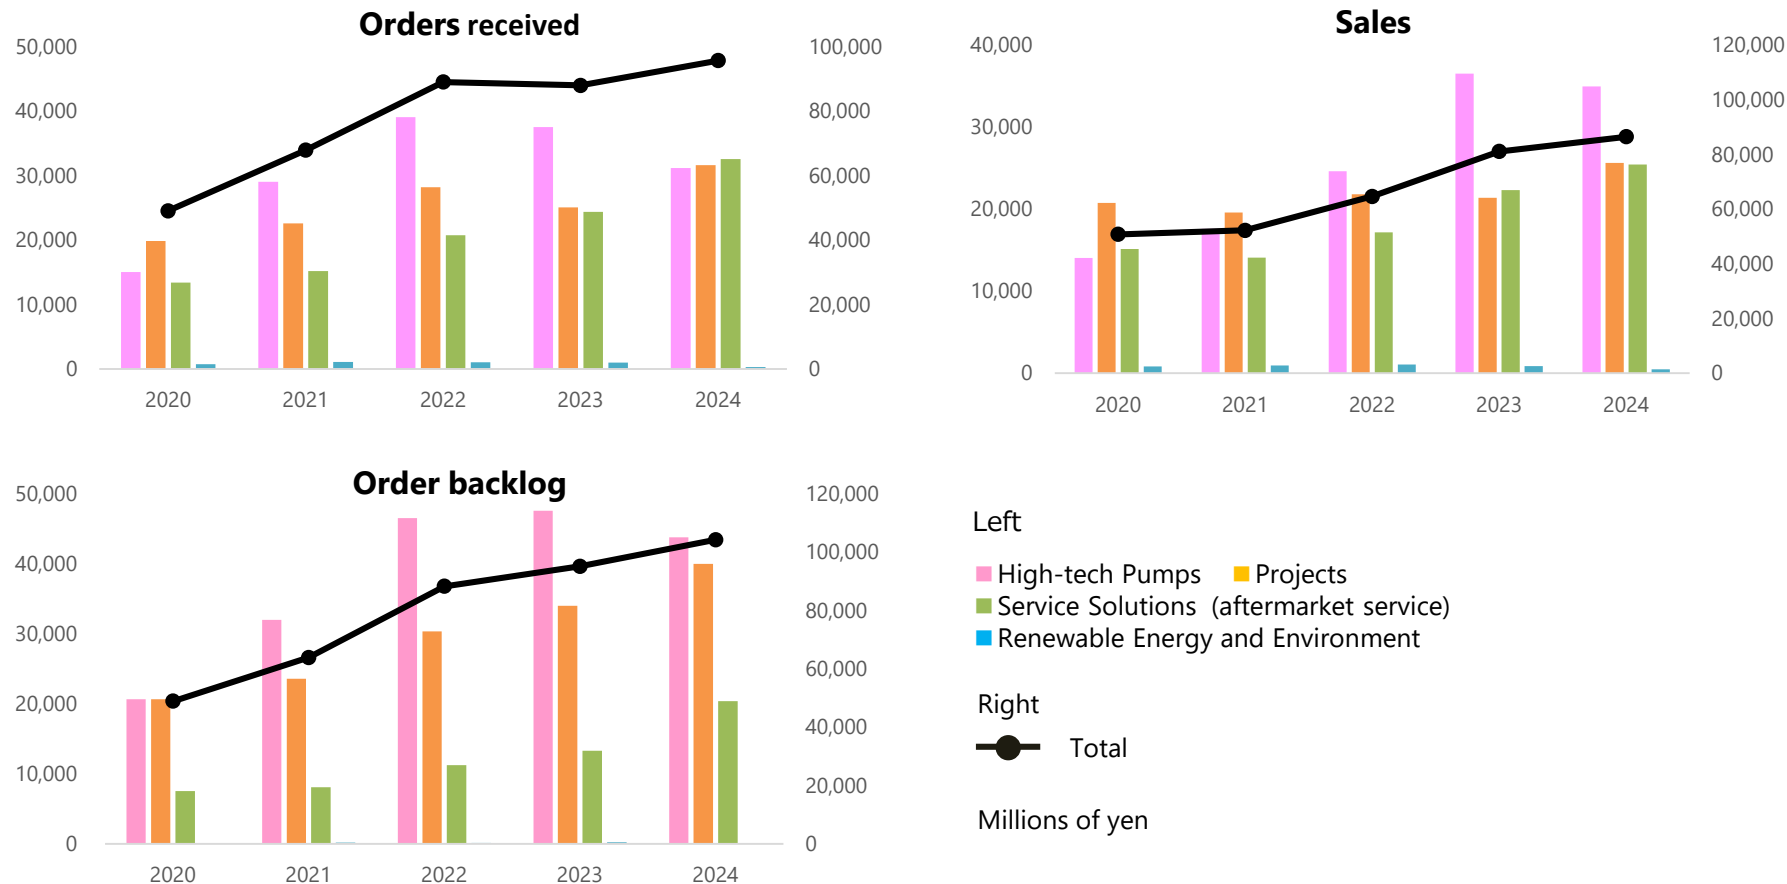 Orders received
50,000
40,000
30,000
20,000
10,000
0
100,000
80,000
60,000
40,000
20,000
0
2020 2021 2022 2023 2024
Sales
40,000
30,000
20,000
10,000
0
120,000
100,000
80,000
60,000
40,000
20,000
0
2020 2021 2022 2023 2024
Order backlog
50,000
40,000
30,000
20,000
10,000
0
120,000
100,000
80,000
60,000
40,000
20,000
0
2020 2021 2022 2023 2024
Left
High-tech Pumps Projects
Service Solutions (aftermarket service)
Renewable Energy and Environment
Right
Total
Millions of yen